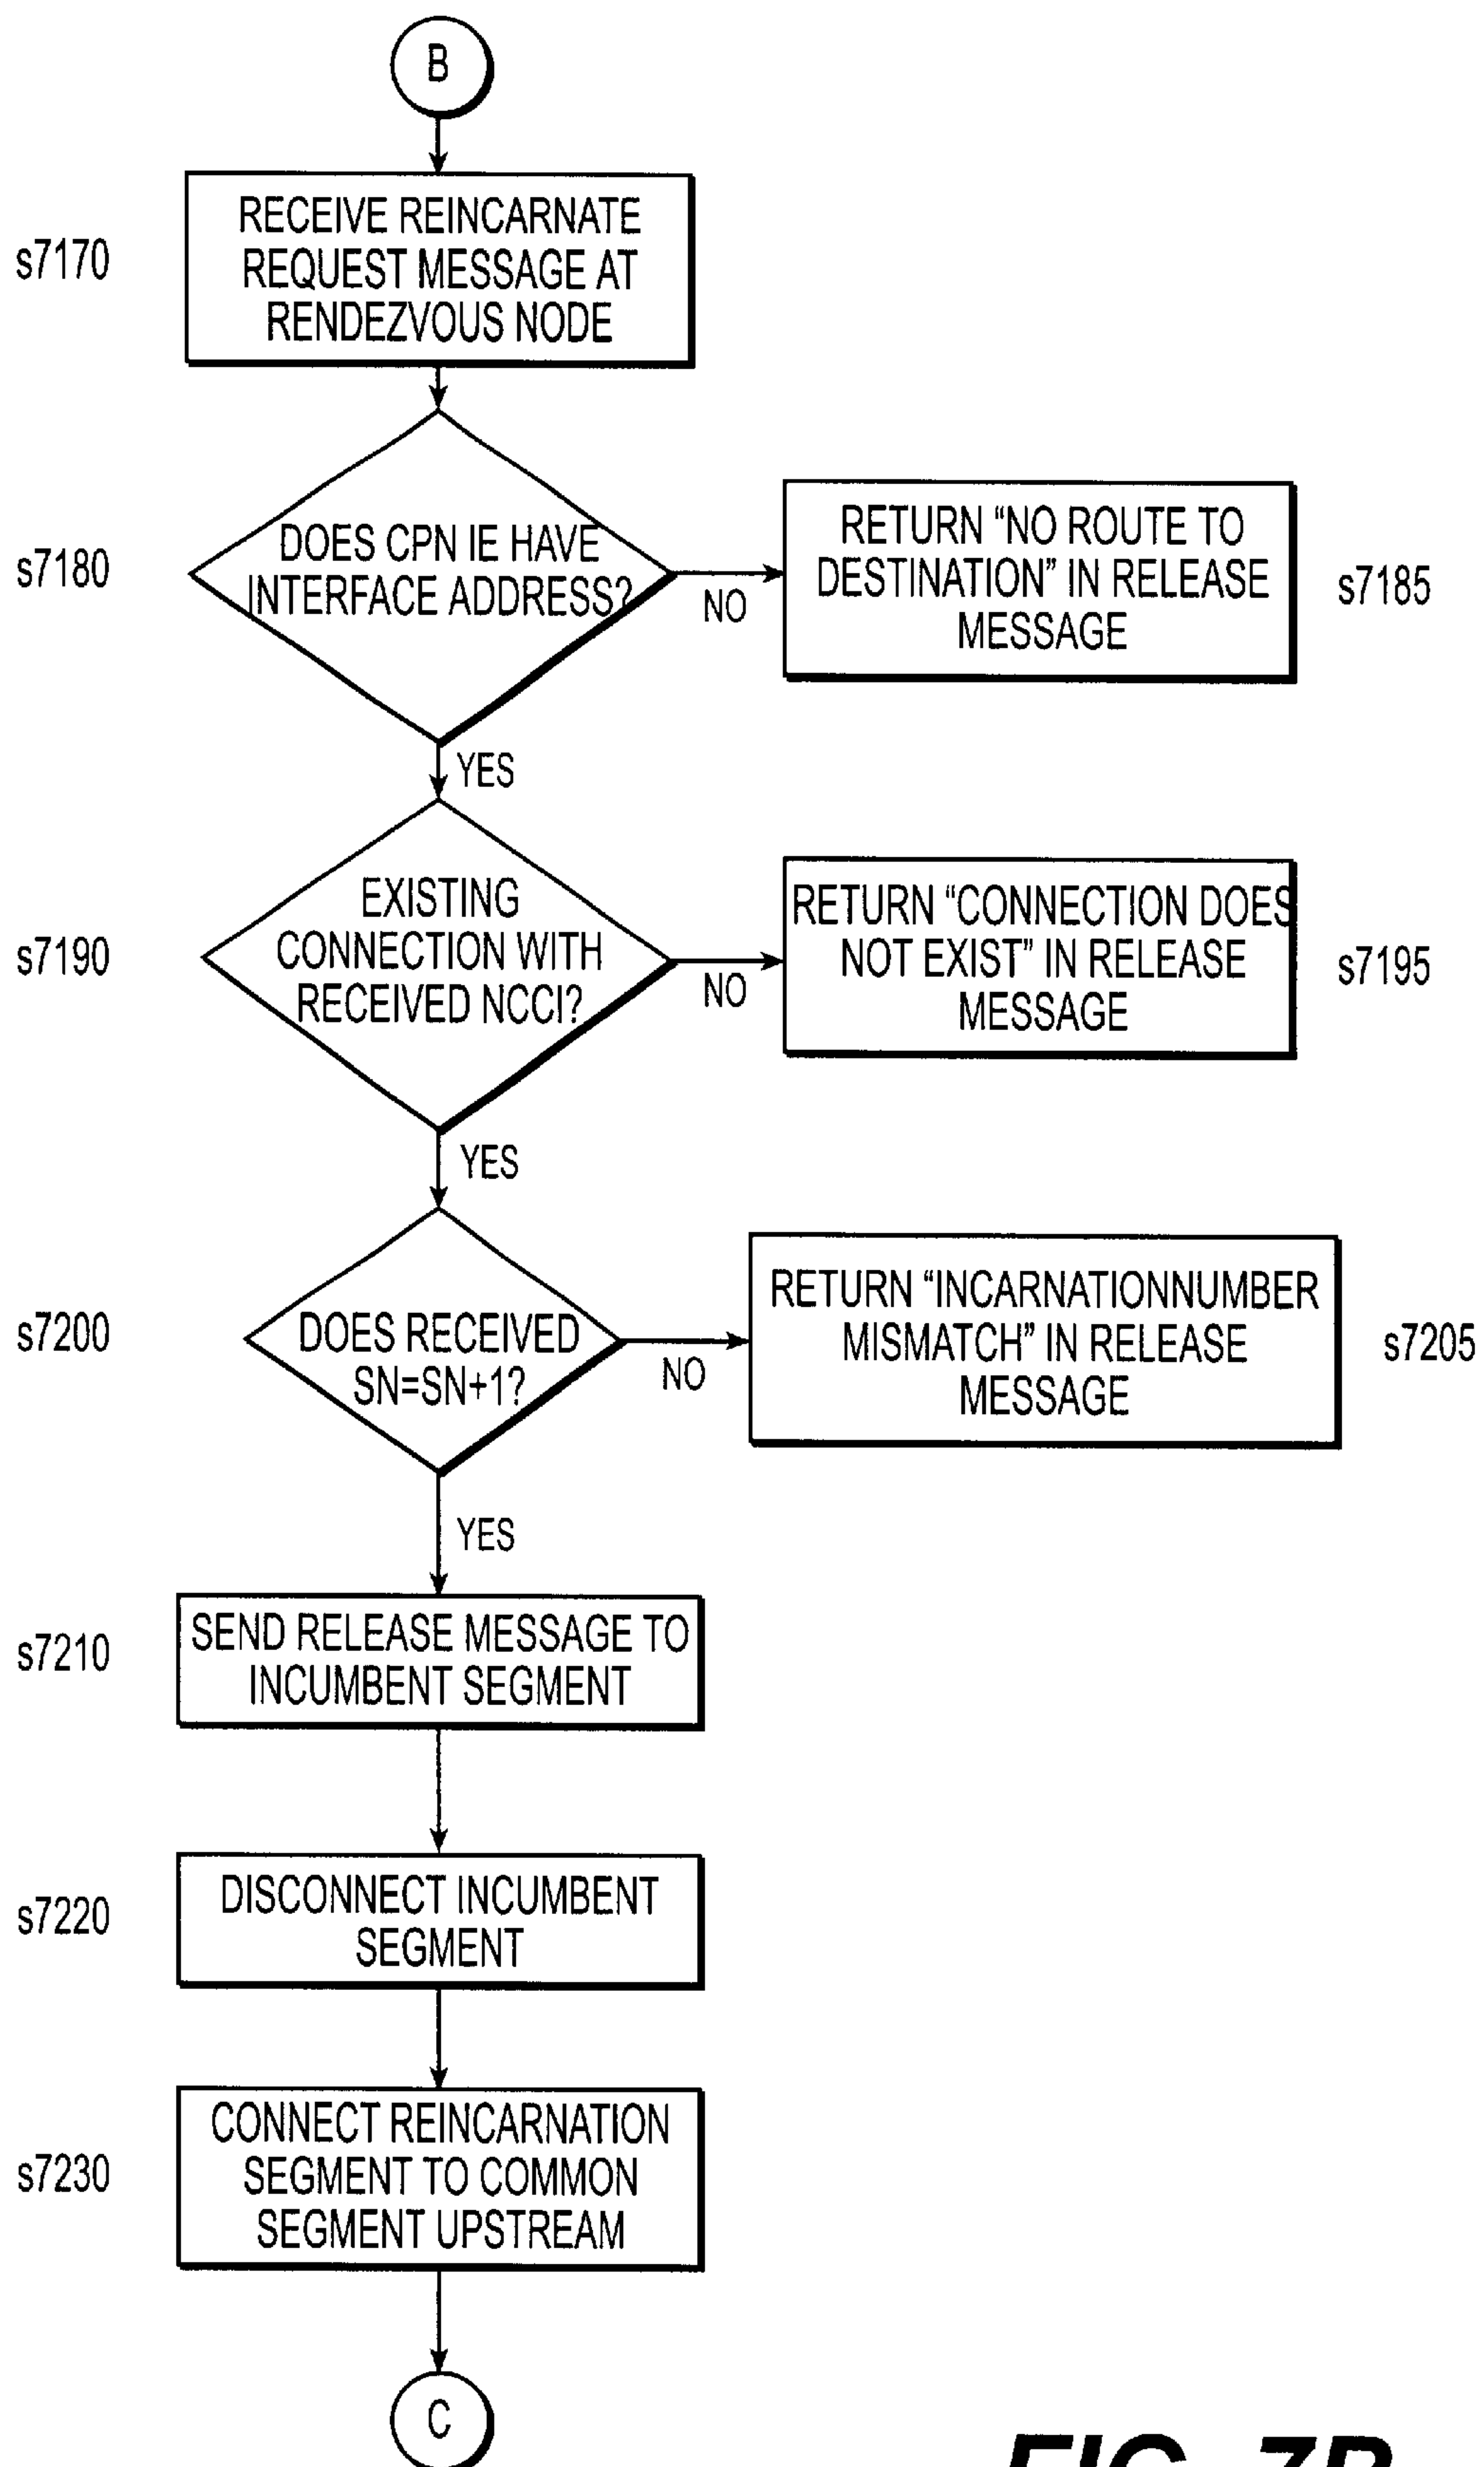 B
s7170
RECEIVE REINCARNATE
REQUEST MESSAGE AT
RENDEZVOUS NODE
s7180
DOES CPN IE HAVE
INTERFACE ADDRESS?
NO
RETURN “NO ROUTE TO
DESTINATION” IN RELEASE
MESSAGE
s7185
YES
s7190
EXISTING
CONNECTION WITH
RECEIVED NCCI?
NO
RETURN “CONNECTION DOES
NOT EXIST” IN RELEASE
MESSAGE
s7195
YES
s7200
DOES RECEIVED
SN=SN+1?
NO
RETURN “INCARNATIONNUMBER
MISMATCH” IN RELEASE
MESSAGE
s7205
YES
s7210
SEND RELEASE MESSAGE TO
INCUMBENT SEGMENT
s7220
DISCONNECT INCUMBENT
SEGMENT
s7230
CONNECT REINCARNATION
SEGMENT TO COMMON
SEGMENT UPSTREAM
C
FIG. 7B